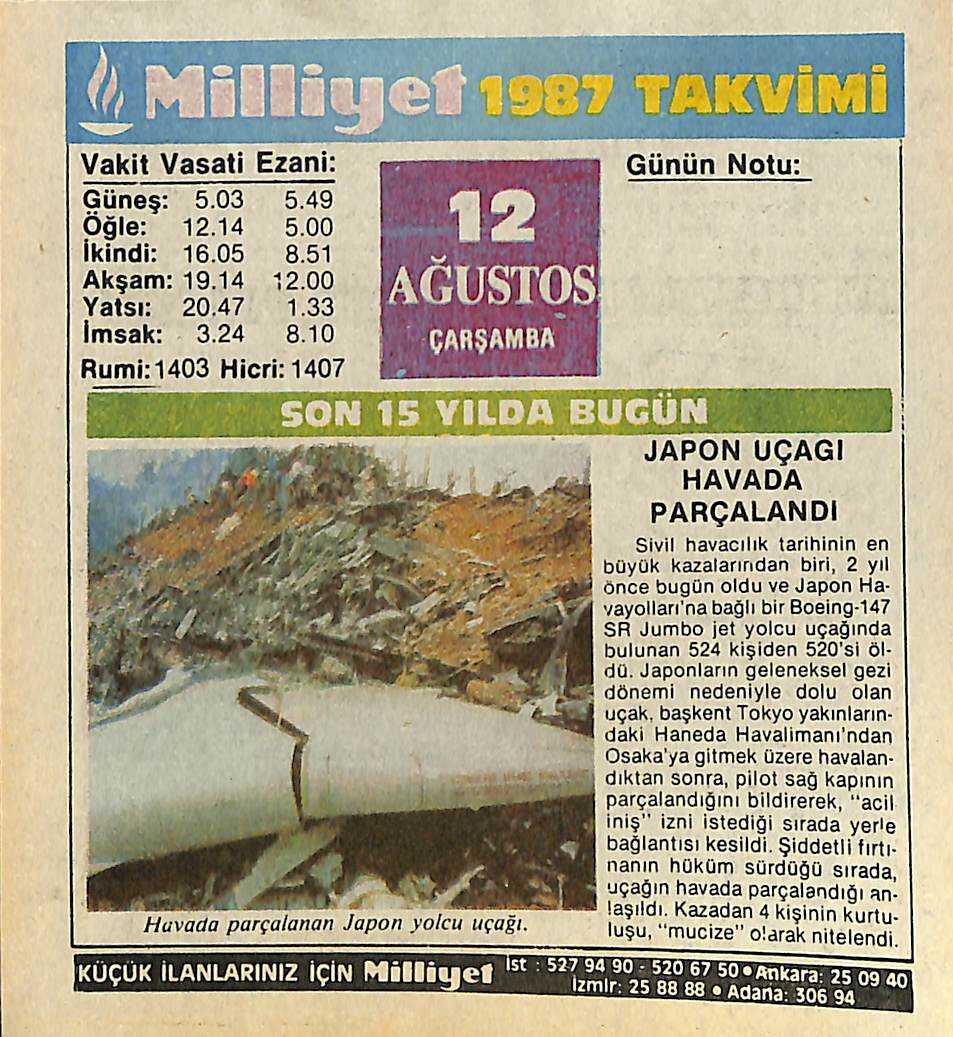 Milliyet 1987 TAKVİMİ
Vakit Vasati Ezani:
Güneş: 5.03 5.49
Öğle: 12.14 5.00
İkindi: 16.05 8.51
Akşam: 19.14 12.00
Yatsı: 20.47 1.33
İmsak: 3.24 8.10
Rumi: 1403 Hicri: 1407
12
AĞUSTOS
ÇARŞAMBA
Günün Notu:
SON 15 YILDA BUGÜN
JAPON UÇAGI
HAVADA
PARÇALANDI
Sivil havacılık tarihinin en
büyük kazalarından biri, 2 yıl
önce bugün oldu ve Japon Ha-
vayolları'na bağlı bir Boeing-147
SR Jumbo jet yolcu uçağında
bulunan 524 kişiden 520'si öl-
dü. Japonların geleneksel gezi
dönemi nedeniyle dolu olan
uçak, başkent Tokyo yakınların-
daki Haneda Havalimanı'ndan
Osaka'ya gitmek üzere havalan-
dıktan sonra, pilot sağ kapının
parçalandığını bildirerek, "acil
iniş" izni istediği sırada yerle
bağlantısı kesildi. Şiddetli fırtı-
nanın hüküm sürdüğü sırada,
uçağın havada parçalandığı an-
laşıldı. Kazadan 4 kişinin kurtu-
luşu, "mucize" olarak nitelendi.
Havada parçalanan Japon yolcu uçağı.
KÜÇÜK İLANLARINIZ İÇİN Milliyet İst : 527 94 90 - 520 67 50 • Ankara: 25 09 40
İzmir: 25 88 88 • Adana: 306 94